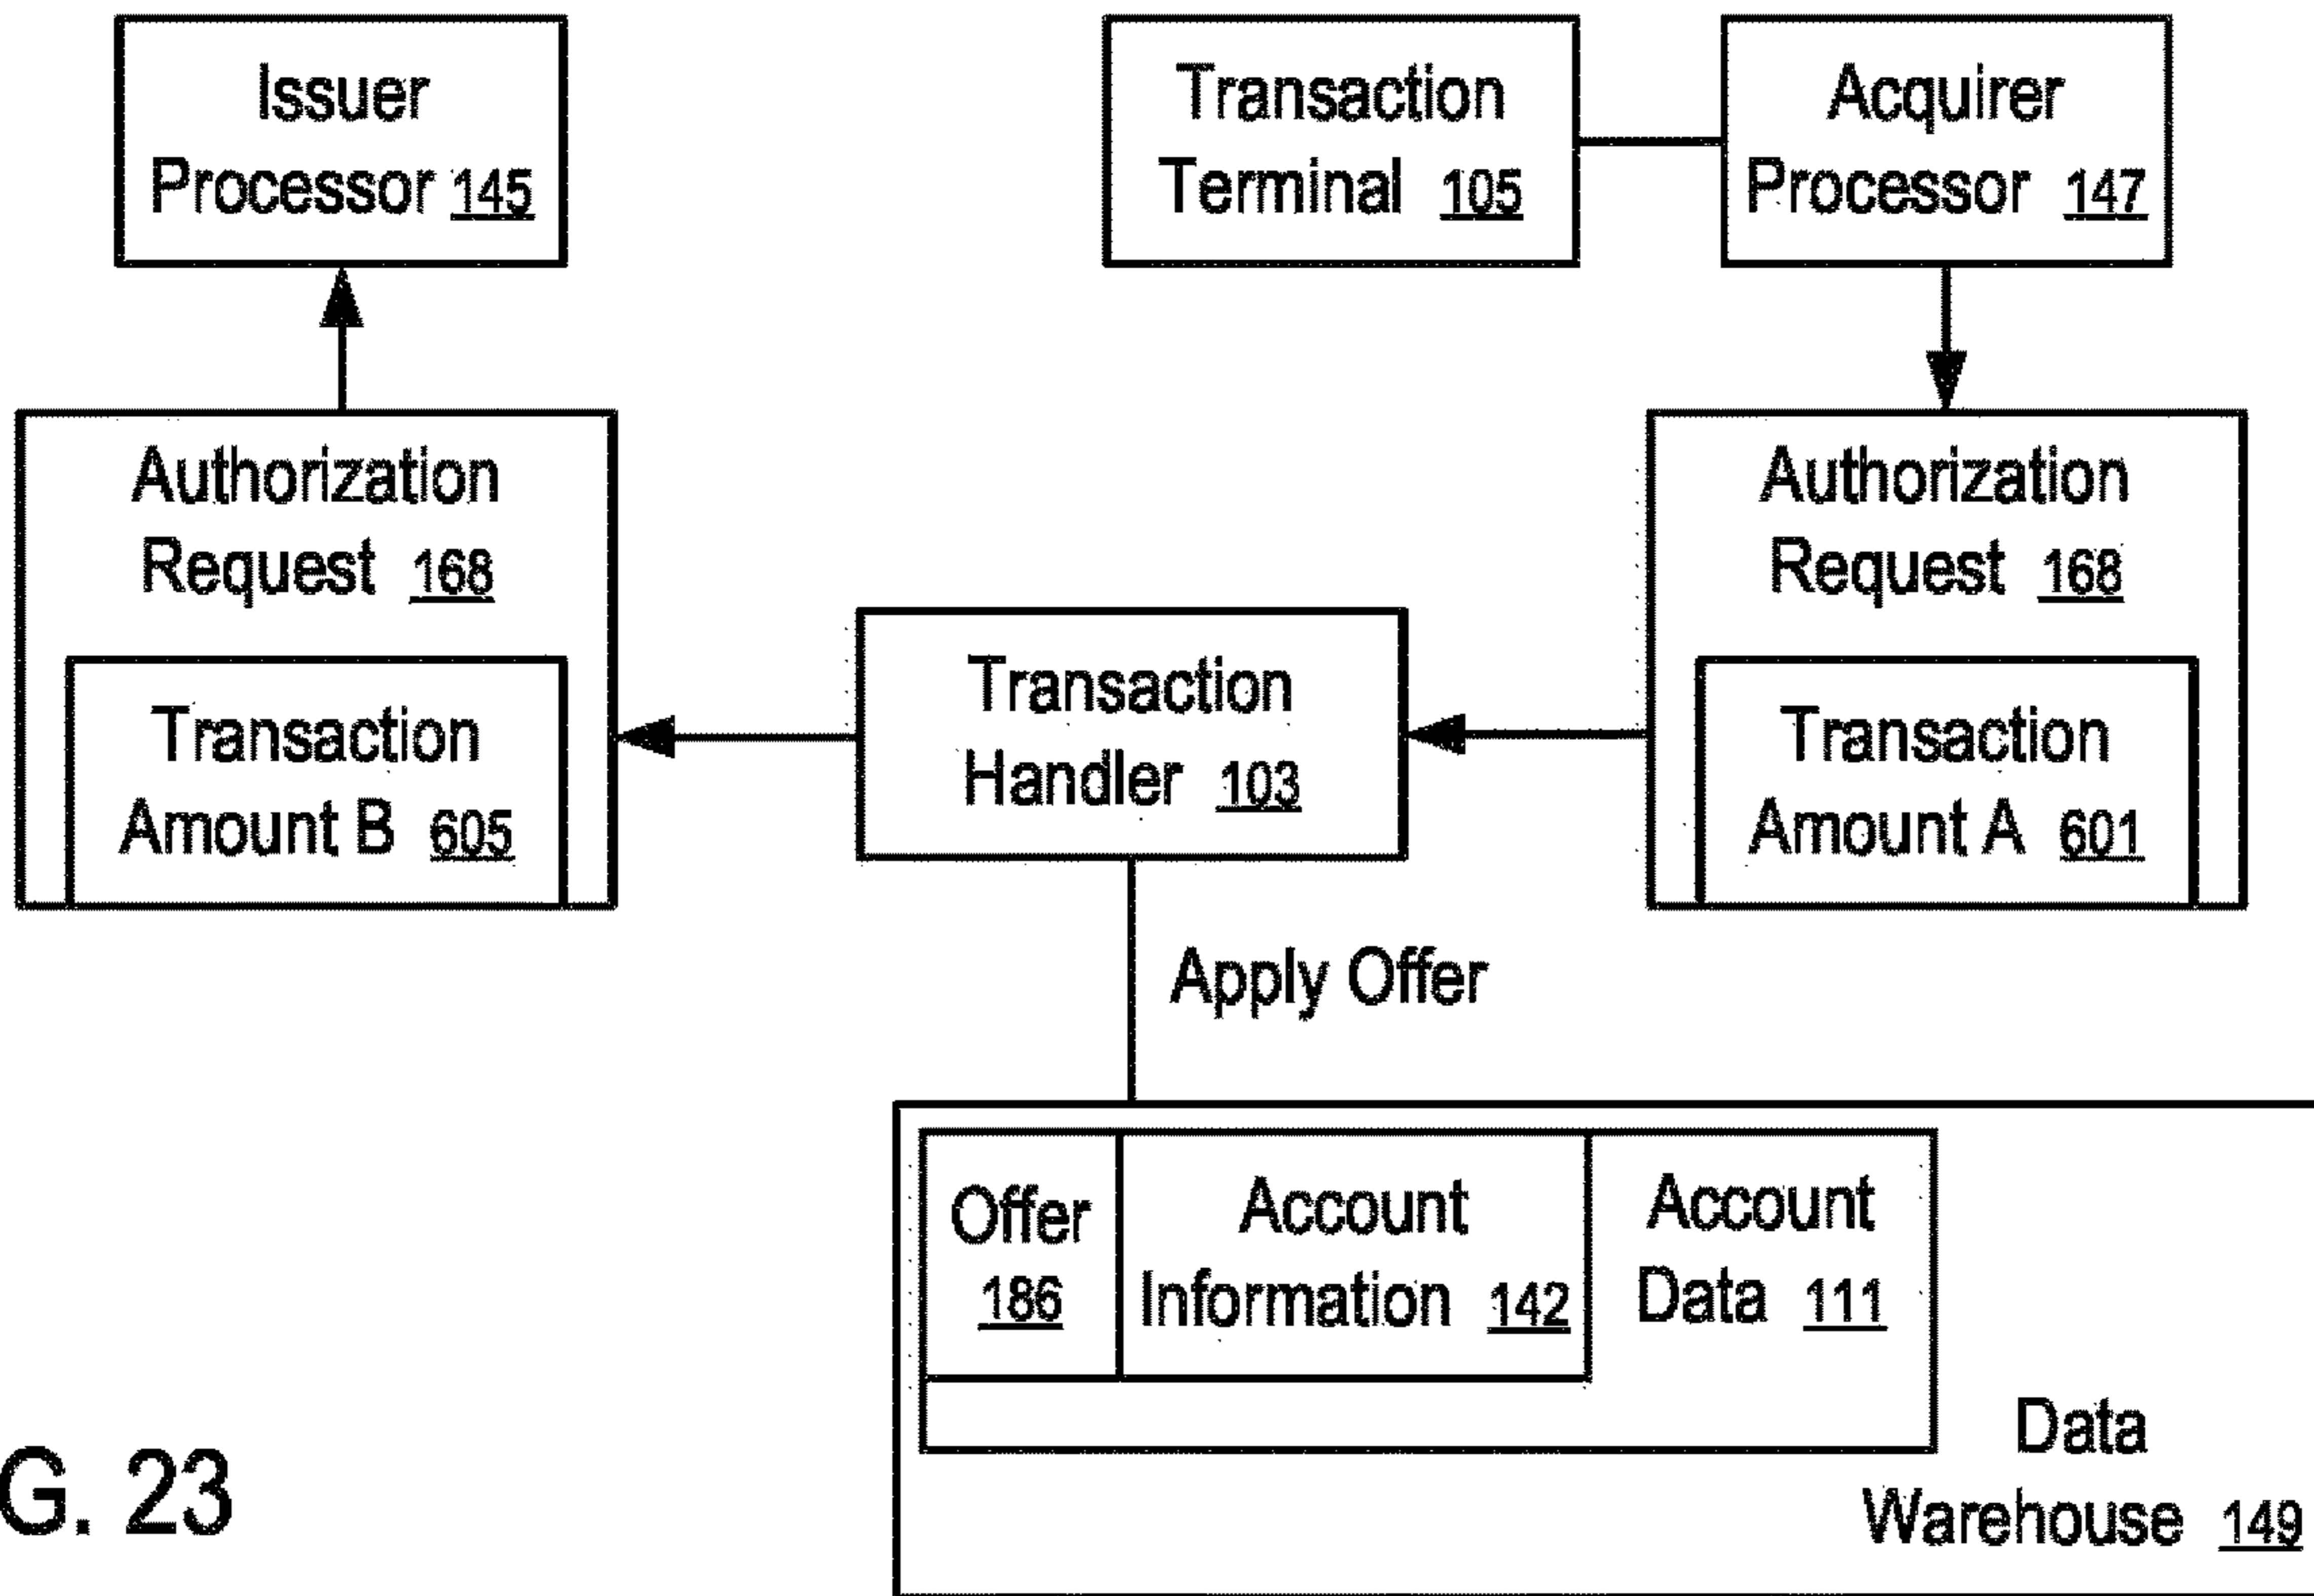 Issuer
Processor 145
Transaction
Terminal 105
Acquirer
Processor 147
Authorization
Request 168
Transaction
Amount B 605
Transaction
Handler 103
Authorization
Request 168
Transaction
Amount A 601
Apply Offer
Offer
186
Account
Information 142
Account
Data 111
Data
Warehouse 149
G. 23